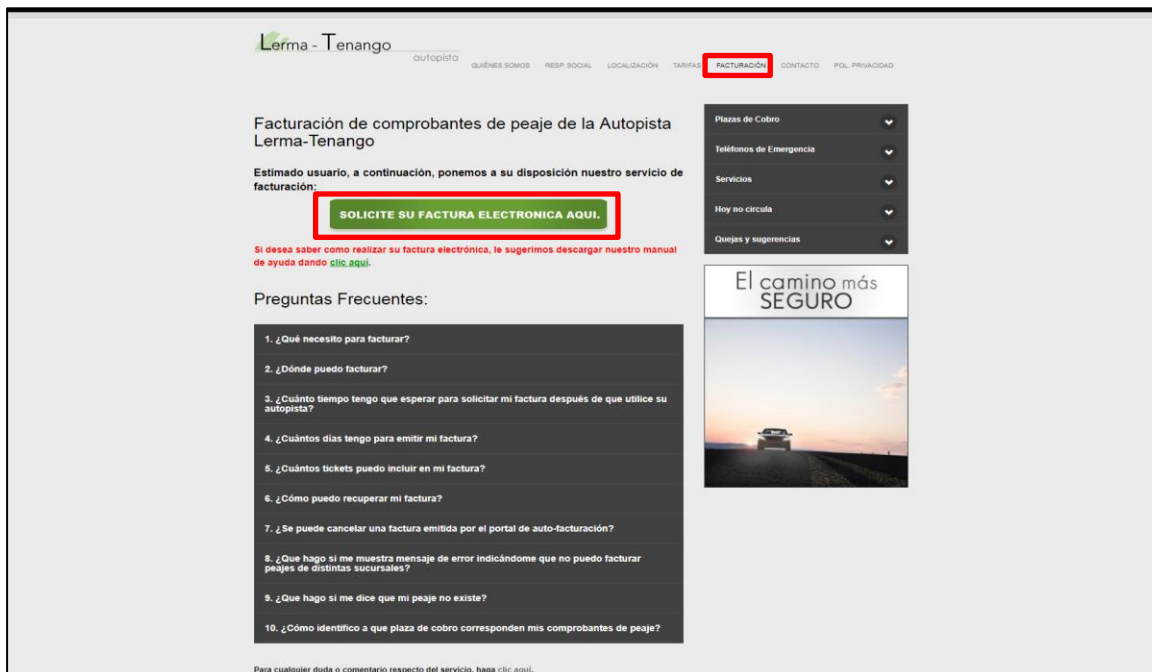 Lerma - Tenango
autopista
QUIÉNES SOMOS RESP. SOCIAL LOCALIZACIÓN TARIFAS FACTURACIÓN CONTACTO POL. PRIVACIDAD
Facturación de comprobantes de peaje de la Autopista
Lerma-Tenango
Estimado usuario, a continuación, ponemos a su disposición nuestro servicio de
facturación:
SOLICITE SU FACTURA ELECTRONICA AQUI.
Si desea saber como realizar su factura electrónica, le sugerimos descargar nuestro manual
de ayuda dando clic aquí.
Preguntas Frecuentes:
1. ¿Qué necesito para facturar?
2. ¿Dónde puedo facturar?
3. ¿Cuánto tiempo tengo que esperar para solicitar mi factura después de que utilice su
autopista?
4. ¿Cuántos días tengo para emitir mi factura?
5. ¿Cuántos tickets puedo incluir en mi factura?
6. ¿Cómo puedo recuperar mi factura?
7. ¿Se puede cancelar una factura emitida por el portal de auto-facturación?
8. ¿Que hago si me muestra mensaje de error indicándome que no puedo facturar
peajes de distintas sucursales?
9. ¿Que hago si me dice que mi peaje no existe?
10. ¿Cómo identifico a que plaza de cobro corresponden mis comprobantes de peaje?
Para cualquier duda o comentario respecto del servicio, haga clic aquí.
Plazas de Cobro
Teléfonos de Emergencia
Servicios
Hoy no circula
Quejas y sugerencias
El camino más
SEGURO